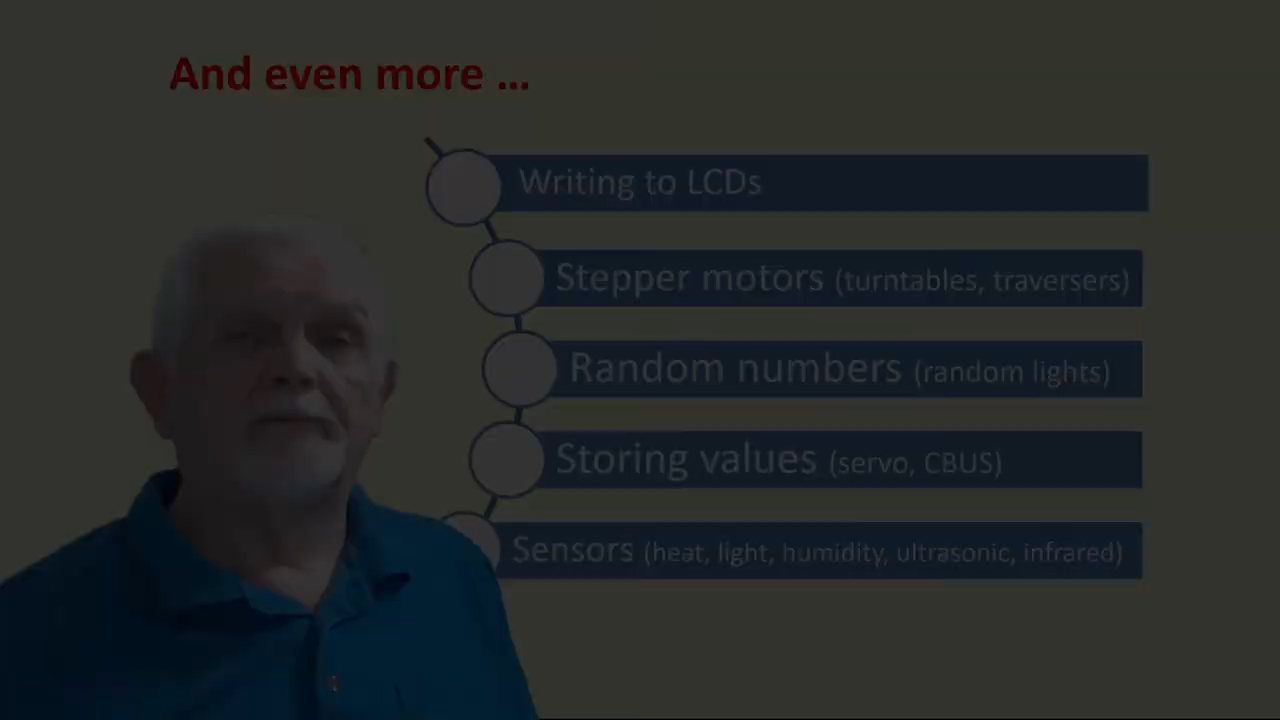 And even more ...
Writing to LCDs
Stepper motors (turntables, traversers)
Random numbers (random lights)
Storing values (servo, CBUS)
Sensors (heat, light, humidity, ultrasonic, infrared)